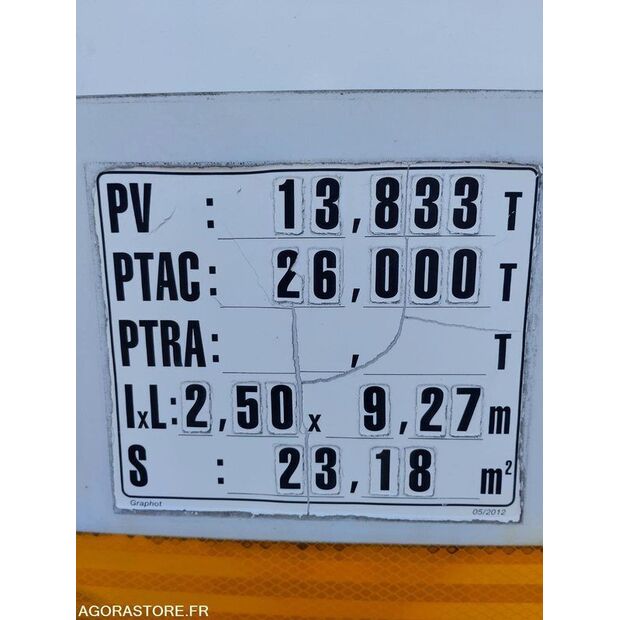 PV : 13,833 T
PTAC: 26,000 T
PTRA: , T
IxL: 2,50 x 9,27 m
S : 23,18 m²
Graphot 05/2012
AGORASTORE.FR